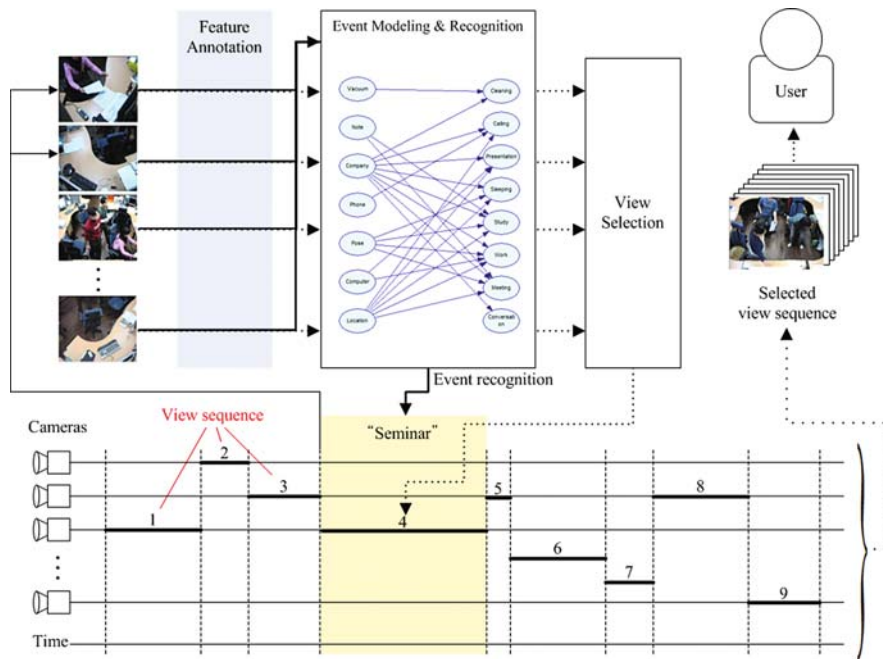 Feature
Annotation
Event Modeling & Recognition
Vacuum
Note
Company
Phone
Pose
Computer
Location
Cleaning
Calling
Presentation
Sleeping
Study
Work
Meeting
Conversati
on
View
Selection
User
Selected
view sequence
Event recognition
View sequence
"Seminar"
Cameras
1
2
3
4
5
6
7
8
9
Time